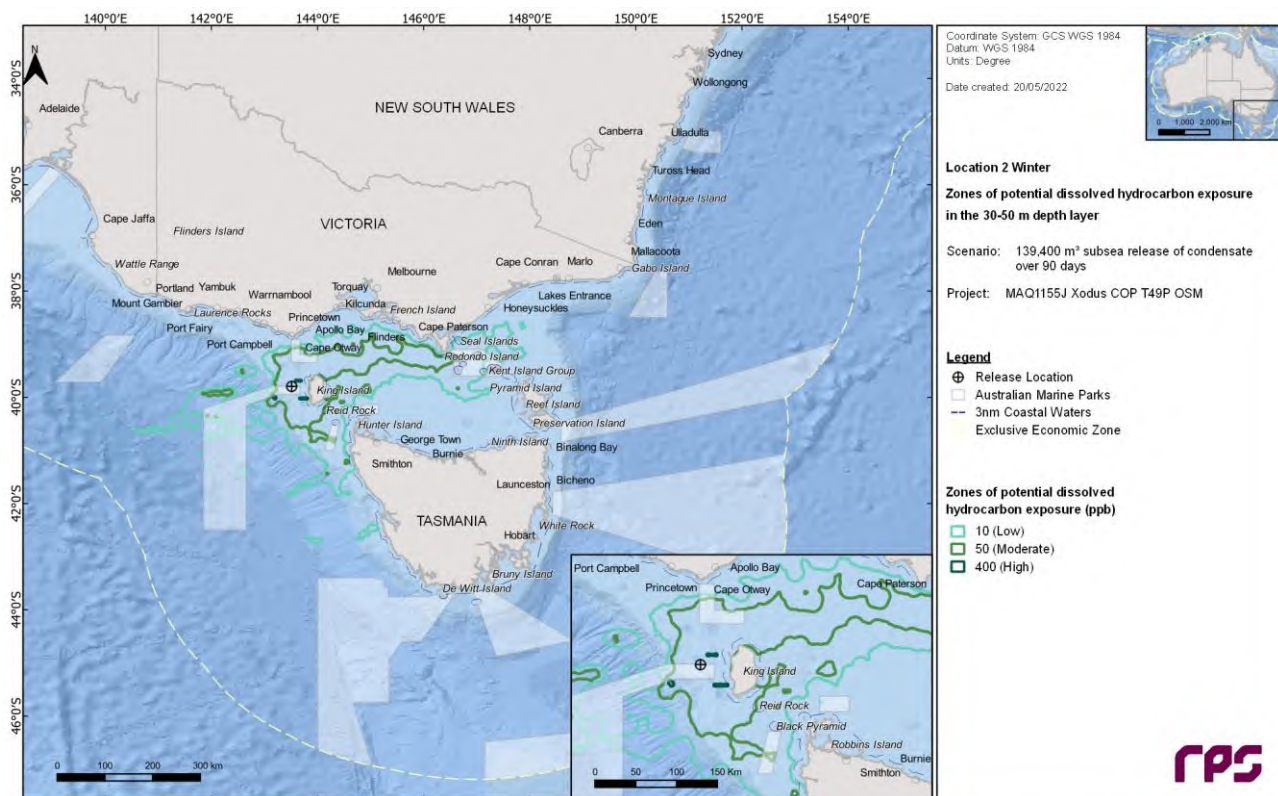 140°0'E 142°0'E 144°0'E 146°0'E 148°0'E 150°0'E 152°0'E 154°0'E
34°0'S
36°0'S
38°0'S
40°0'S
42°0'S
44°0'S
46°0'S
N
Sydney
Wollongong
Adelaide
NEW SOUTH WALES
Canberra
Ulladulla
Tuross Head
Montague Island
Cape Jaffa
VICTORIA
Eden
Flinders Island
Mallacoota
Wattle Range
Melbourne
Cape Conran
Marlo
Gabo Island
Portland
Yambuk
Torquay
Mount Gambier
Warrnambool
Kilcunda
French Island
Lakes Entrance
Laurence Rocks
Princetown
Honeysuckles
Port Fairy
Apollo Bay
Flinders
Cape Paterson
Seal Islands
Port Campbell
Cape Otway
Redondo Island
Kent Island Group
King Island
Pyramid Island
Reid Rock
Reef Island
Hunter Island
Preservation Island
George Town
Ninth Island
Burnie
Binalong Bay
Smithton
Launceston
Bicheno
TASMANIA
White Rock
Hobart
Bruny Island
De Witt Island
0 100 200 300 km
Port Campbell
Apollo Bay
Princetown
Cape Otway
Cape Paterson
King Island
Reid Rock
Black Pyramid
Robbins Island
Burnie
Smithton
0 50 100 150 Km
Coordinate System: GCS WGS 1984
Datum: WGS 1984
Units: Degree
Date created: 20/05/2022
0 1,000 2,000 km
Location 2 Winter
Zones of potential dissolved hydrocarbon exposure
in the 30-50 m depth layer
Scenario: 139,400 m³ subsea release of condensate
over 90 days
Project: MAQ1155J Xodus COP T49P OSM
Legend
Release Location
Australian Marine Parks
3nm Coastal Waters
Exclusive Economic Zone
Zones of potential dissolved
hydrocarbon exposure (ppb)
10 (Low)
50 (Moderate)
400 (High)
rps